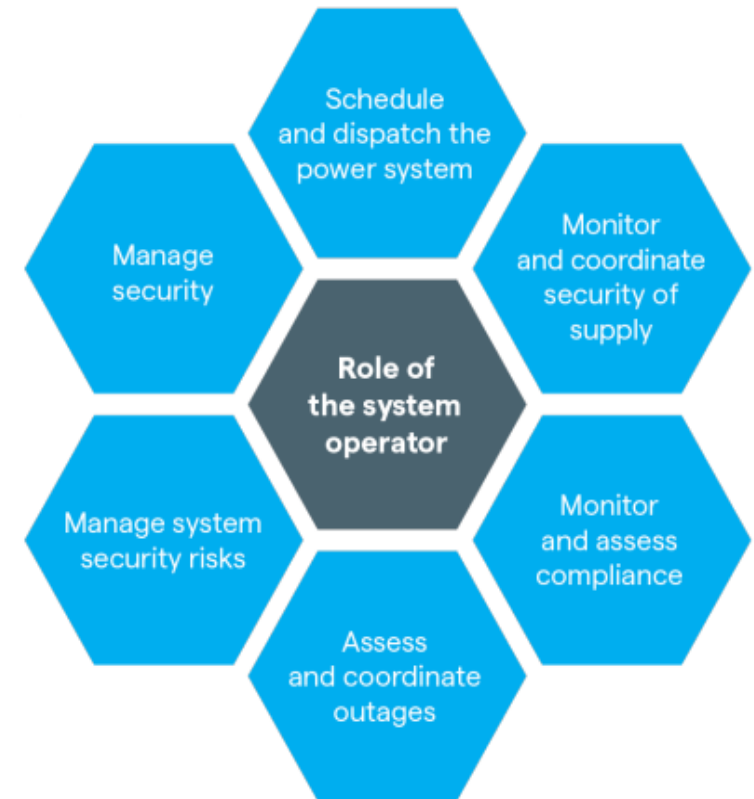 Schedule
and dispatch the
power system
Monitor
and coordinate
security of
supply
Manage
security
Role of
the system
operator
Monitor
and assess
compliance
Manage system
security risks
Assess
and coordinate
outages